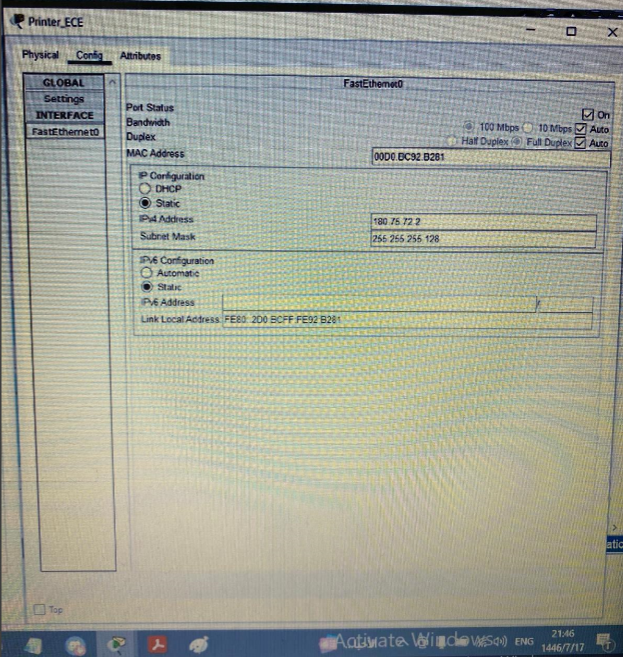 Printer_ECE
Physical Config Attributes
GLOBAL
Settings
INTERFACE
FastEthernet0
FastEthernet0
Port Status On
Bandwidth 100 Mbps 10 Mbps Auto
Duplex Half Duplex Full Duplex Auto
MAC Address 00D0.BC92.B281
IP Configuration
DHCP
Static
IPv4 Address 180.75.72.2
Subnet Mask 255.255.255.128
IPv6 Configuration
Automatic
Static
IPv6 Address /
Link Local Address: FE80::2D0:BCFF:FE92:B281
Top
Activate Windows
ENG
21:46
1446/7/17